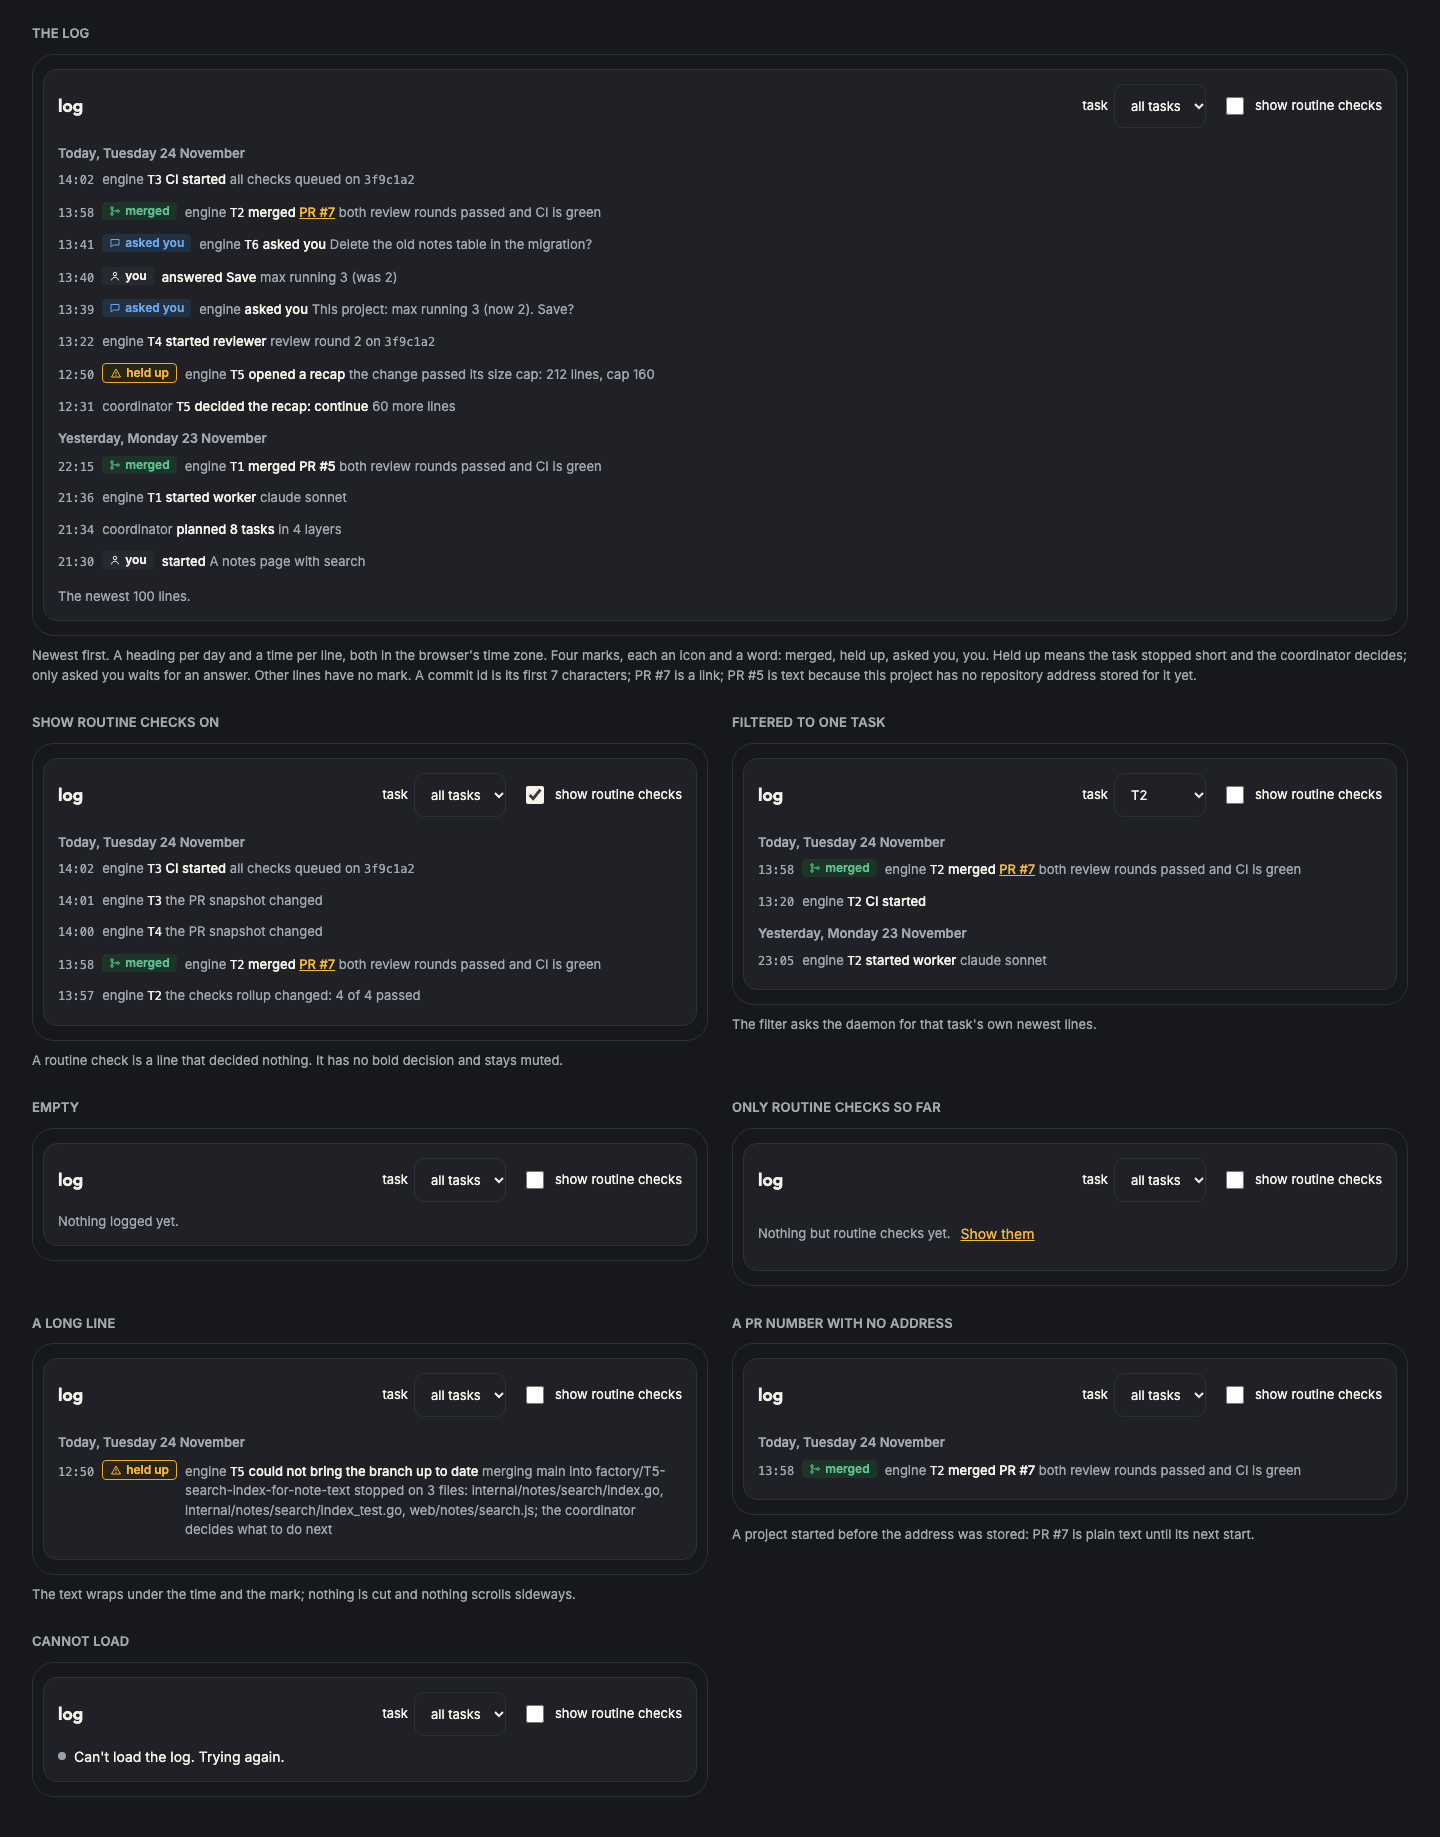 THE LOG
log
task all tasks show routine checks
Today, Tuesday 24 November
14:02 engine T3 CI started all checks queued on 3f9c1a2
13:58 merged engine T2 merged PR #7 both review rounds passed and CI is green
13:41 asked you engine T6 asked you Delete the old notes table in the migration?
13:40 you answered Save max running 3 (was 2)
13:39 asked you engine asked you This project: max running 3 (now 2). Save?
13:22 engine T4 started reviewer review round 2 on 3f9c1a2
12:50 held up engine T5 opened a recap the change passed its size cap: 212 lines, cap 160
12:31 coordinator T5 decided the recap: continue 60 more lines
Yesterday, Monday 23 November
22:15 merged engine T1 merged PR #5 both review rounds passed and CI is green
21:36 engine T1 started worker claude sonnet
21:34 coordinator planned 8 tasks in 4 layers
21:30 you started A notes page with search
The newest 100 lines.
Newest first. A heading per day and a time per line, both in the browser's time zone. Four marks, each an icon and a word: merged, held up, asked you, you. Held up means the task stopped short and the coordinator decides;
only asked you waits for an answer. Other lines have no mark. A commit id is its first 7 characters; PR #7 is a link; PR #5 is text because this project has no repository address stored for it yet.
SHOW ROUTINE CHECKS ON
log
task all tasks show routine checks
Today, Tuesday 24 November
14:02 engine T3 CI started all checks queued on 3f9c1a2
14:01 engine T3 the PR snapshot changed
14:00 engine T4 the PR snapshot changed
13:58 merged engine T2 merged PR #7 both review rounds passed and CI is green
13:57 engine T2 the checks rollup changed: 4 of 4 passed
A routine check is a line that decided nothing. It has no bold decision and stays muted.
FILTERED TO ONE TASK
log
task T2 show routine checks
Today, Tuesday 24 November
13:58 merged engine T2 merged PR #7 both review rounds passed and CI is green
13:20 engine T2 CI started
Yesterday, Monday 23 November
23:05 engine T2 started worker claude sonnet
The filter asks the daemon for that task's own newest lines.
EMPTY
log
task all tasks show routine checks
Nothing logged yet.
ONLY ROUTINE CHECKS SO FAR
log
task all tasks show routine checks
Nothing but routine checks yet. Show them
A LONG LINE
log
task all tasks show routine checks
Today, Tuesday 24 November
12:50 held up engine T5 could not bring the branch up to date merging main into factory/T5-
search-index-for-note-text stopped on 3 files: internal/notes/search/index.go,
internal/notes/search/index_test.go, web/notes/search.js; the coordinator
decides what to do next
The text wraps under the time and the mark; nothing is cut and nothing scrolls sideways.
A PR NUMBER WITH NO ADDRESS
log
task all tasks show routine checks
Today, Tuesday 24 November
13:58 merged engine T2 merged PR #7 both review rounds passed and CI is green
A project started before the address was stored: PR #7 is plain text until its next start.
CANNOT LOAD
log
task all tasks show routine checks
Can't load the log. Trying again.